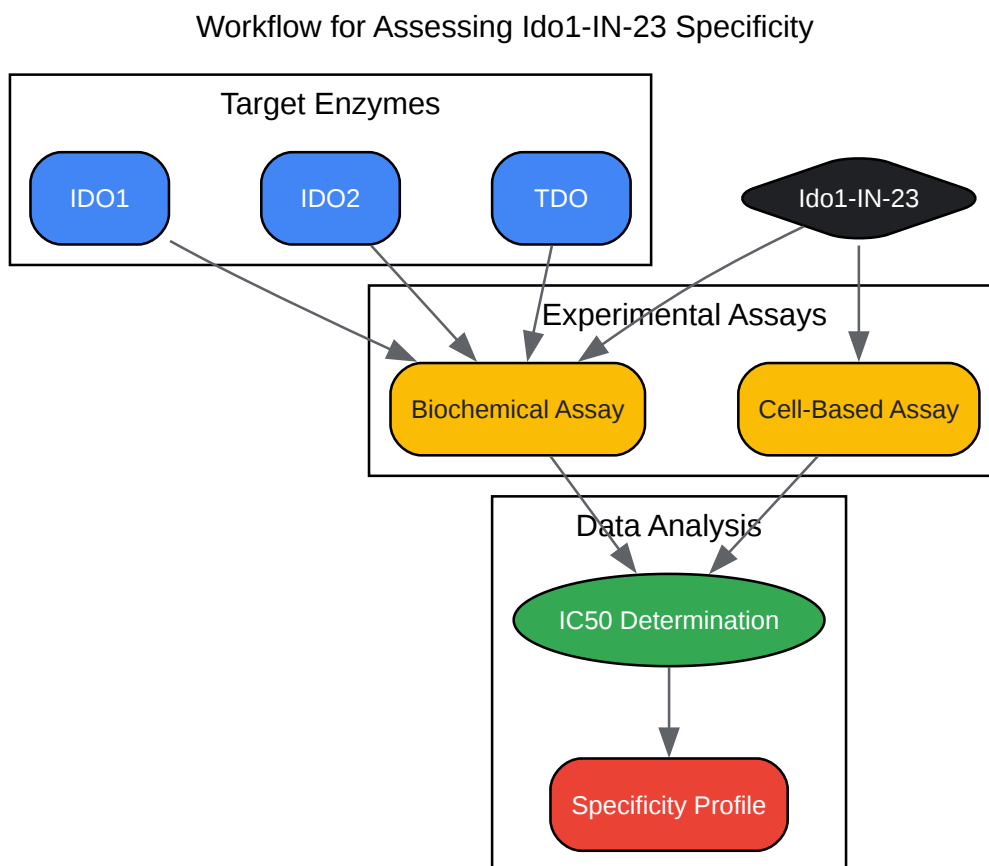 Workflow for Assessing Ido1-IN-23 Specificity
Target Enzymes
IDO1
IDO2
TDO
Ido1-IN-23
Experimental Assays
Biochemical Assay
Cell-Based Assay
Data Analysis
IC50 Determination
Specificity Profile